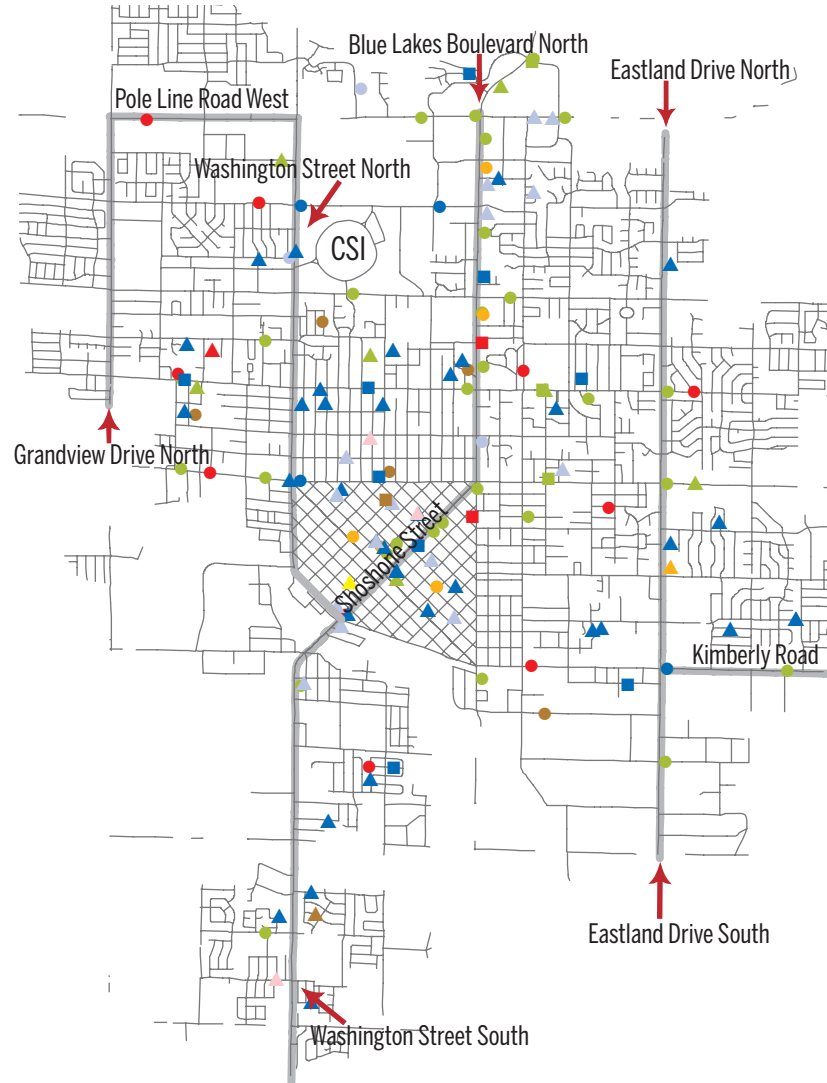 Blue Lakes Boulevard North
Eastland Drive North
Pole Line Road West
Washington Street North
CSI
Grandview Drive North
Shoshone Street
Kimberly Road
Eastland Drive South
Washington Street South